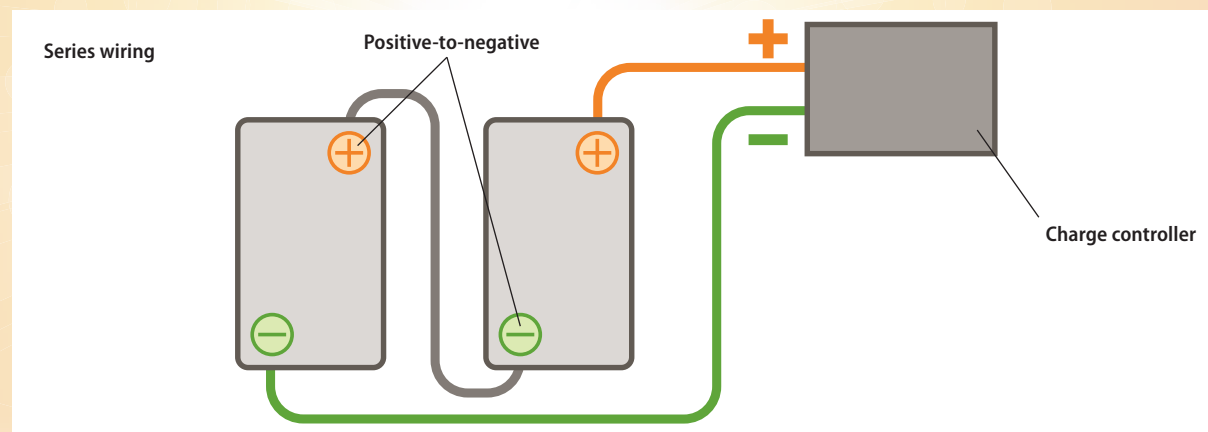 Series wiring
Positive-to-negative
+
−
+
+
−
−
Charge controller